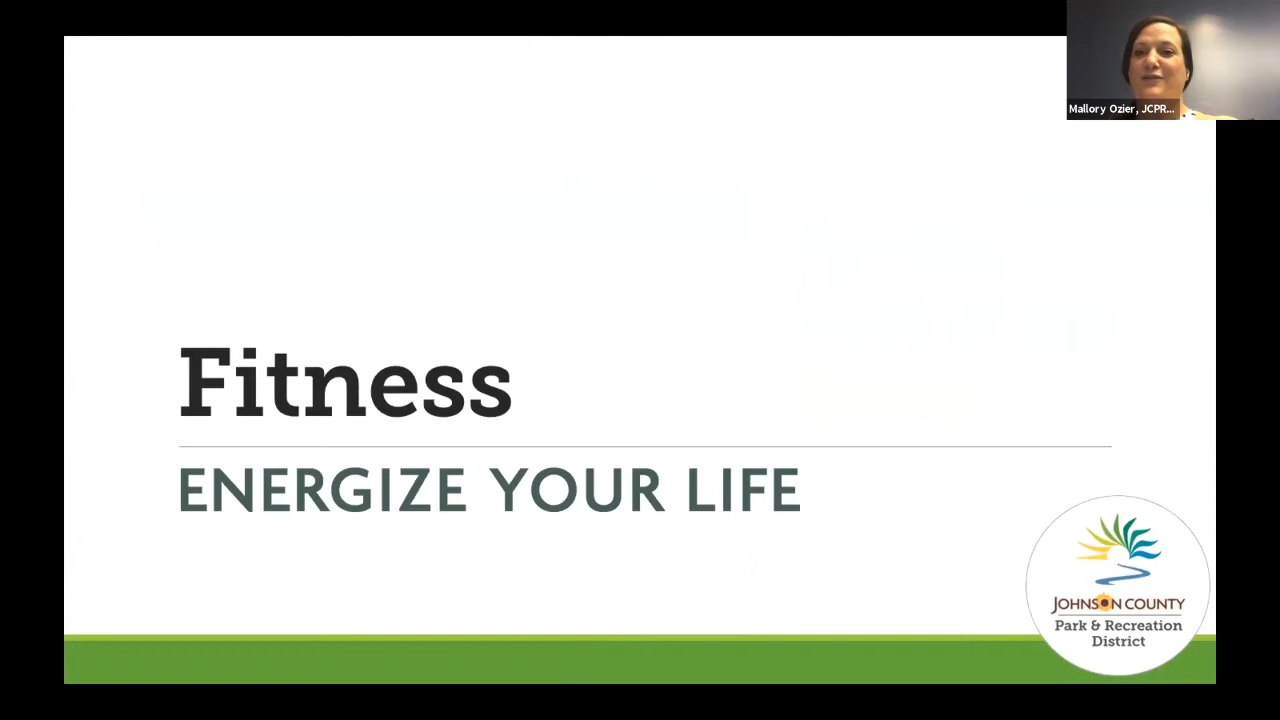 Mallory Ozier, JCPR...
Fitness
ENERGIZE YOUR LIFE
JOHNSON COUNTY
Park & Recreation
District